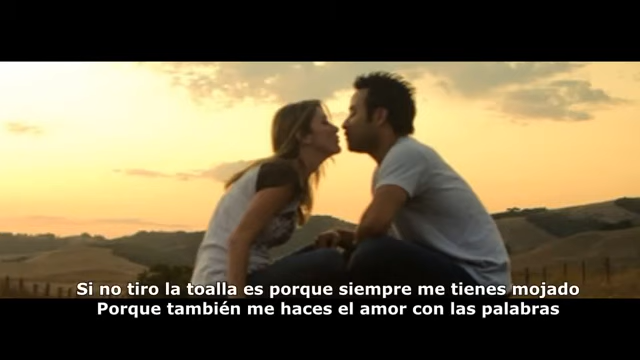 Si no tiro la toalla es porque siempre me tienes mojado
Porque también me haces el amor con las palabras